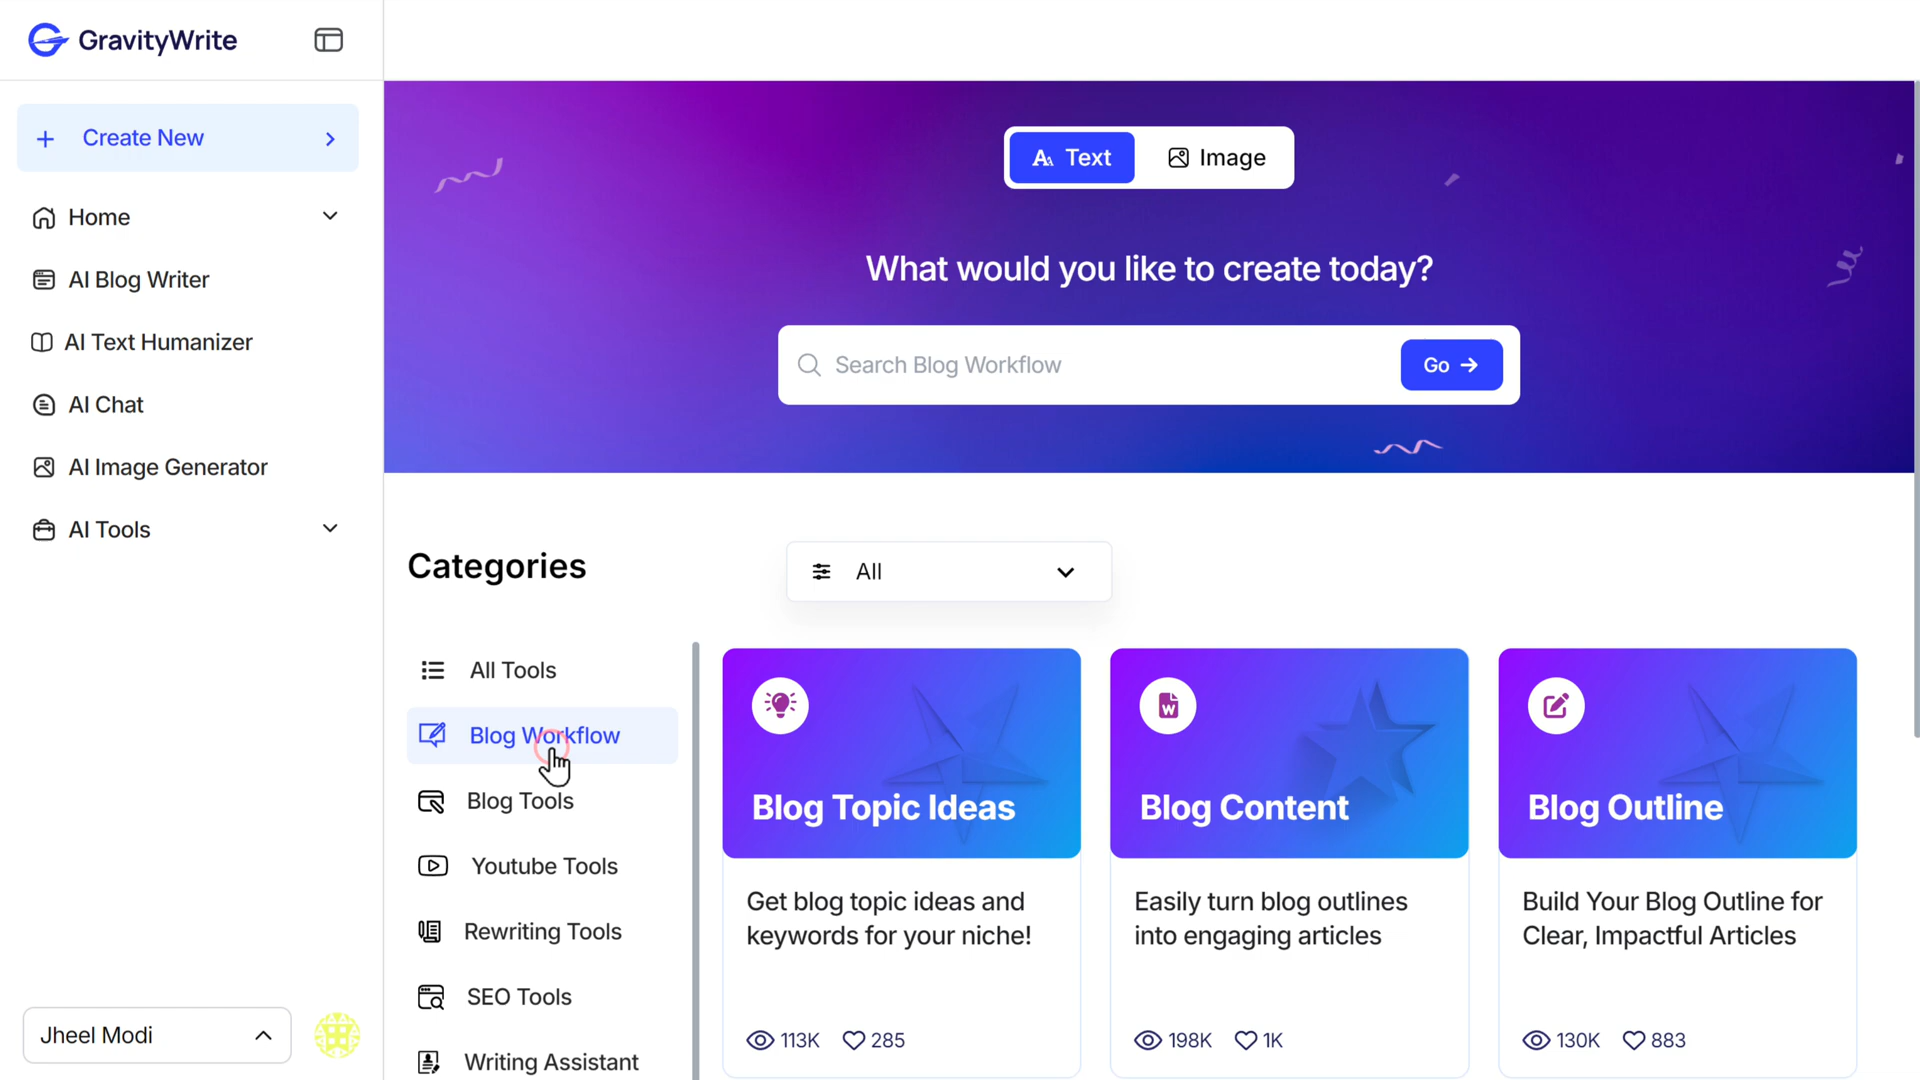 GravityWrite
Create New
Home
AI Blog Writer
AI Text Humanizer
AI Chat
AI Image Generator
AI Tools
Jheel Modi
Text
Image
What would you like to create today?
Search Blog Workflow
Go
Categories
All
All Tools
Blog Workflow
Blog Tools
Youtube Tools
Rewriting Tools
SEO Tools
Writing Assistant
Blog Topic Ideas
Get blog topic ideas and
keywords for your niche!
113K 285
Blog Content
Easily turn blog outlines
into engaging articles
198K 1K
Blog Outline
Build Your Blog Outline for
Clear, Impactful Articles
130K 883